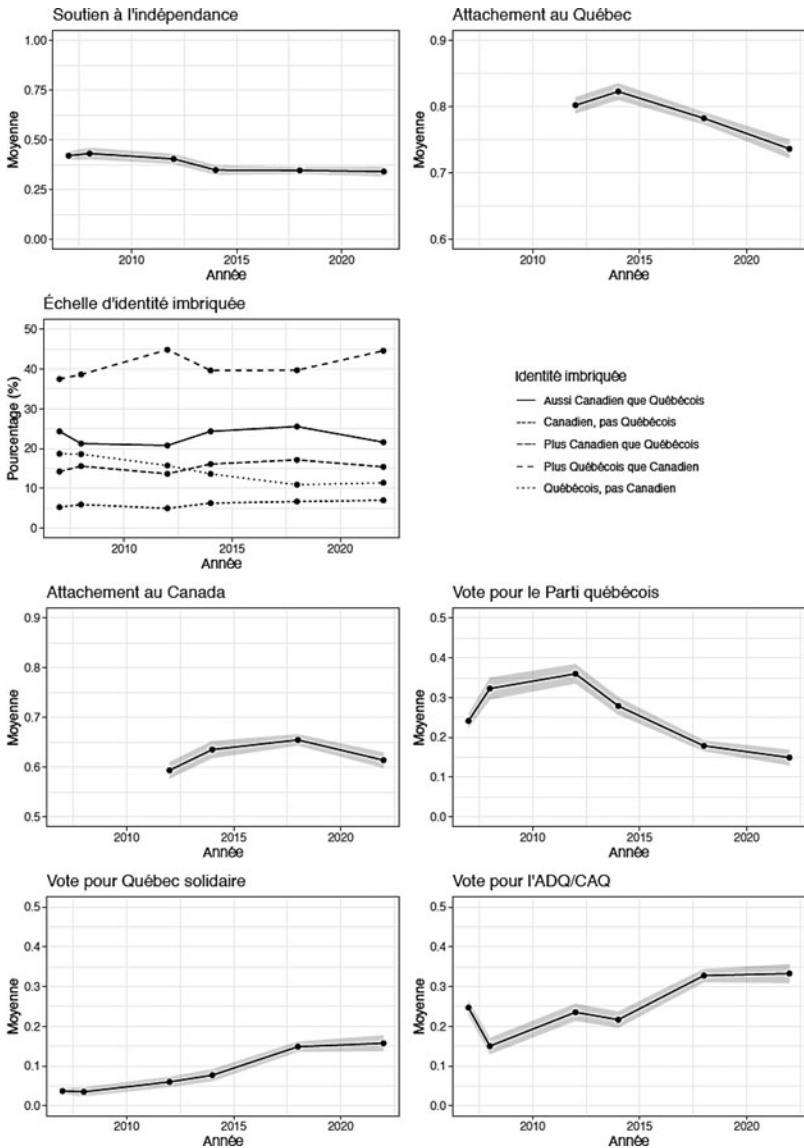 Soutien à l'indépendance
Moyenne
1.00
0.75
0.50
0.25
0.00
2010 2015 2020
Année
Attachement au Québec
Moyenne
0.9
0.8
0.7
0.6
2010 2015 2020
Année
Échelle d'identité imbriquée
Pourcentage (%)
50
40
30
20
10
0
2010 2015 2020
Année
Identité imbriquée
Aussi Canadien que Québécois
Canadien, pas Québécois
Plus Canadien que Québécois
Plus Québécois que Canadien
Québécois, pas Canadien
Attachement au Canada
Moyenne
0.9
0.8
0.7
0.6
0.5
2010 2015 2020
Année
Vote pour le Parti québécois
Moyenne
0.5
0.4
0.3
0.2
0.1
0.0
2010 2015 2020
Année
Vote pour Québec solidaire
Moyenne
0.5
0.4
0.3
0.2
0.1
0.0
2010 2015 2020
Année
Vote pour l'ADQ/CAQ
Moyenne
0.5
0.4
0.3
0.2
0.1
0.0
2010 2015 2020
Année